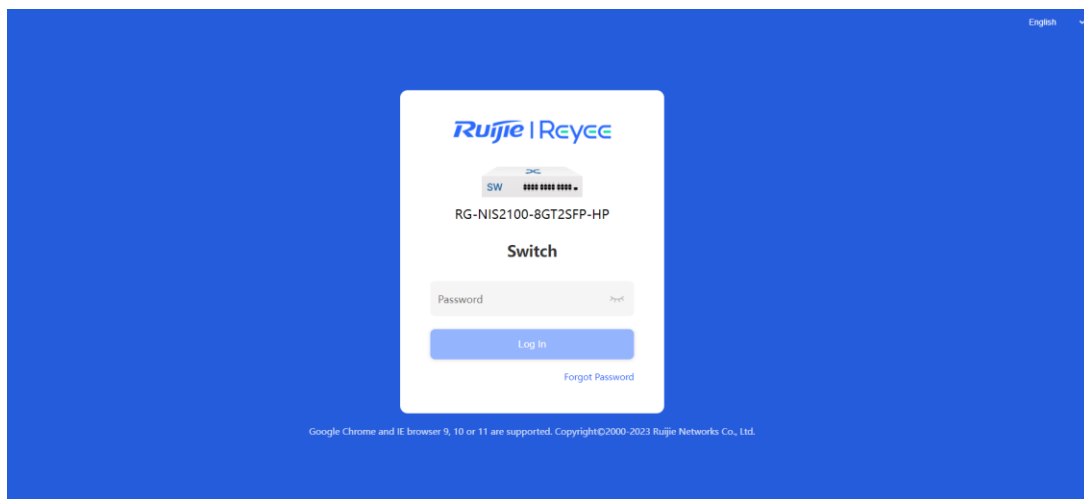 English
Ruijie | Reyee
SW
RG-NIS2100-8GT2SFP-HP
Switch
Password
Log In
Forgot Password
Google Chrome and IE browser 9, 10 or 11 are supported. Copyright©2000-2023 Ruijie Networks Co., Ltd.